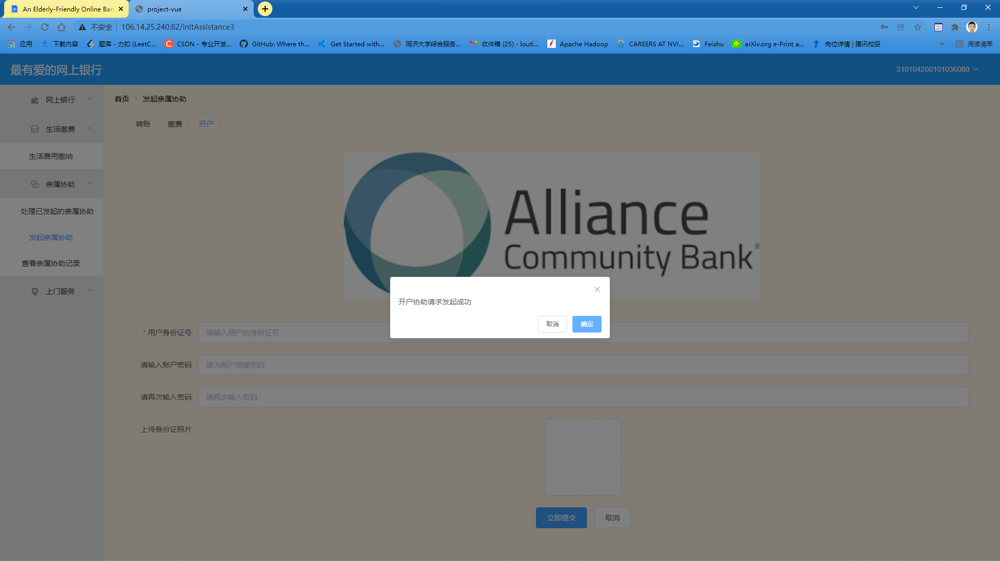 An Elderly-Friendly Online Ban
project-vue
不安全
106.14.25.240:82/initAssistance3
应用
下载内容
题库 - 力扣 (LeetC...
CSDN - 专业开发...
GitHub: Where th...
Get Started with...
同济大学综合服务...
收件箱 (25) - louti...
Apache Hadoop
CAREERS AT NVI...
Feishu
arXiv.org e-Print a...
岗位详情 | 腾讯校招
»
阅读清单
最有爱的网上银行
310104200101036080
网上银行
生活缴费
生活费用缴纳
亲属协助
处理已发起的亲属协助
发起亲属协助
查看亲属协助记录
上门服务
首页
发起亲属协助
转账
缴费
开户
Alliance
Community Bank®
开户协助请求发起成功
取消
确定
* 用户身份证号
请输入用户的身份证号
请输入账户密码
请为账户创建密码
请再次输入密码
请再次输入密码
上传身份证照片
立即提交
取消